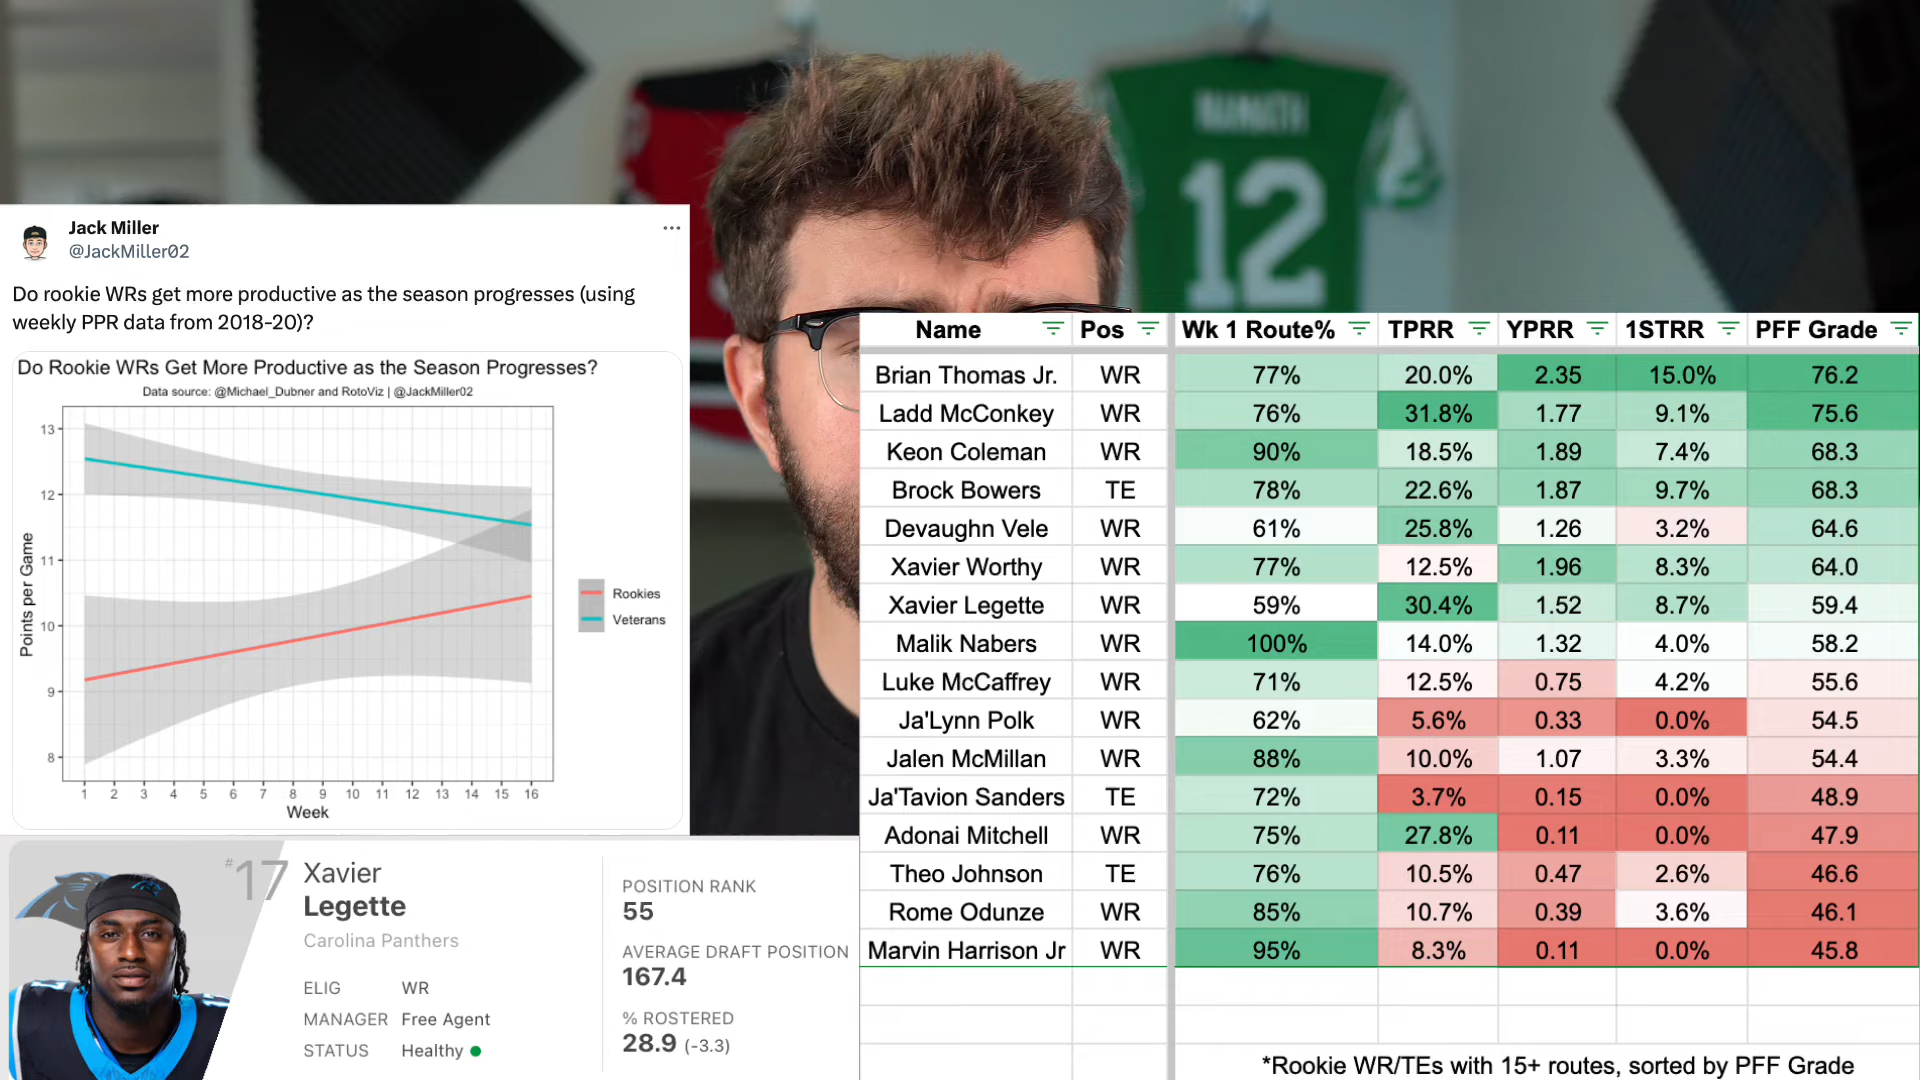 NAMATH
12
Jack Miller
@JackMiller02
Do rookie WRs get more productive as the season progresses (using
weekly PPR data from 2018-20)?
Do Rookie WRs Get More Productive as the Season Progresses?
Data source: @Michael_Dubner and RotoViz | @JackMiller02
13
12
11
10
9
8
Points per Game
1 2 3 4 5 6 7 8 9 10 11 12 13 14 15 16
Week
Rookies
Veterans
#17
Xavier
Legette
Carolina Panthers
ELIG WR
MANAGER Free Agent
STATUS Healthy
POSITION RANK
55
AVERAGE DRAFT POSITION
167.4
% ROSTERED
28.9 (-3.3)
Name Pos Wk 1 Route% TPRR YPRR 1STRR PFF Grade
Brian Thomas Jr. WR 77% 20.0% 2.35 15.0% 76.2
Ladd McConkey WR 76% 31.8% 1.77 9.1% 75.6
Keon Coleman WR 90% 18.5% 1.89 7.4% 68.3
Brock Bowers TE 78% 22.6% 1.87 9.7% 68.3
Devaughn Vele WR 61% 25.8% 1.26 3.2% 64.6
Xavier Worthy WR 77% 12.5% 1.96 8.3% 64.0
Xavier Legette WR 59% 30.4% 1.52 8.7% 59.4
Malik Nabers WR 100% 14.0% 1.32 4.0% 58.2
Luke McCaffrey WR 71% 12.5% 0.75 4.2% 55.6
Ja'Lynn Polk WR 62% 5.6% 0.33 0.0% 54.5
Jalen McMillan WR 88% 10.0% 1.07 3.3% 54.4
Ja'Tavion Sanders TE 72% 3.7% 0.15 0.0% 48.9
Adonai Mitchell WR 75% 27.8% 0.11 0.0% 47.9
Theo Johnson TE 76% 10.5% 0.47 2.6% 46.6
Rome Odunze WR 85% 10.7% 0.39 3.6% 46.1
Marvin Harrison Jr WR 95% 8.3% 0.11 0.0% 45.8
*Rookie WR/TEs with 15+ routes, sorted by PFF Grade